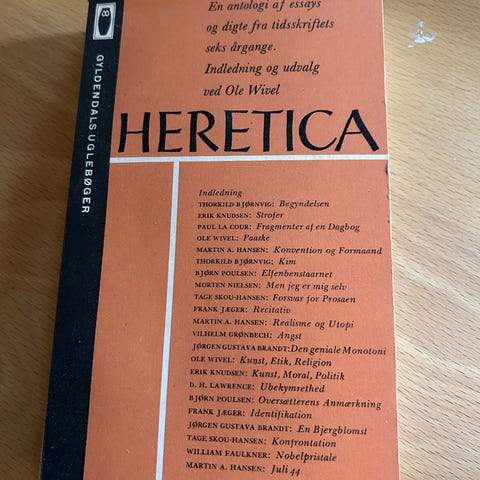 8
GYLDENDALS UGLEBØGER
En antologi af essays
og digte fra tidsskriftets
seks årgange.
Indledning og udvalg
ved Ole Wivel
HERETICA
Indledning
THORKILD BJØRNVIG: Begyndelsen
ERIK KNUDSEN: Strofer
PAUL LA COUR: Fragmenter af en Dagbog
OLE WIVEL: Paaske
MARTIN A. HANSEN: Konvention og Formaand
THORKILD BJØRNVIG: Kim
BJØRN POULSEN: Elfenbenstaarnet
MORTEN NIELSEN: Men jeg er mig selv
TAGE SKOU-HANSEN: Forsvar for Prosaen
FRANK JÆGER: Recitativ
MARTIN A. HANSEN: Realisme og Utopi
VILHELM GRØNBECH: Angst
JØRGEN GUSTAVA BRANDT: Den geniale Monotoni
OLE WIVEL: Kunst, Etik, Religion
ERIK KNUDSEN: Kunst, Moral, Politik
D. H. LAWRENCE: Ubekymrethed
BJØRN POULSEN: Oversætterens Anmærkning
FRANK JÆGER: Identifikation
JØRGEN GUSTAVA BRANDT: En Bjergblomst
TAGE SKOU-HANSEN: Konfrontation
WILLIAM FAULKNER: Nobelpristale
MARTIN A. HANSEN: Juli 44